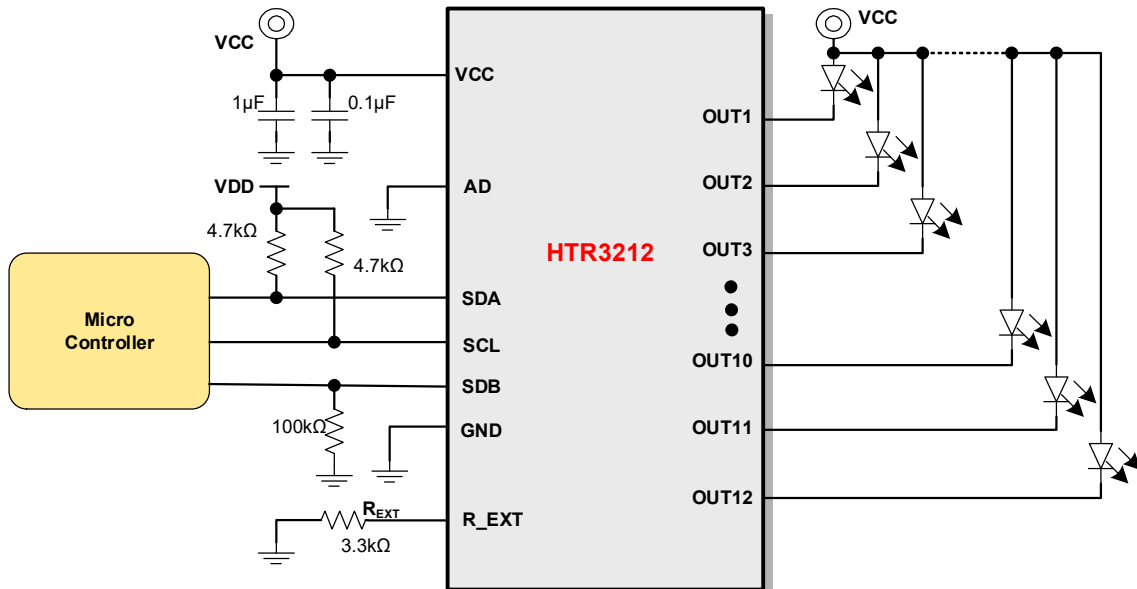 VCC
1µF
0.1µF
VDD
4.7kΩ
4.7kΩ
Micro
Controller
100kΩ
R_EXT
3.3kΩ
VCC
AD
SDA
SCL
SDB
GND
R_EXT
HTR3212
OUT1
OUT2
OUT3
OUT10
OUT11
OUT12
VCC